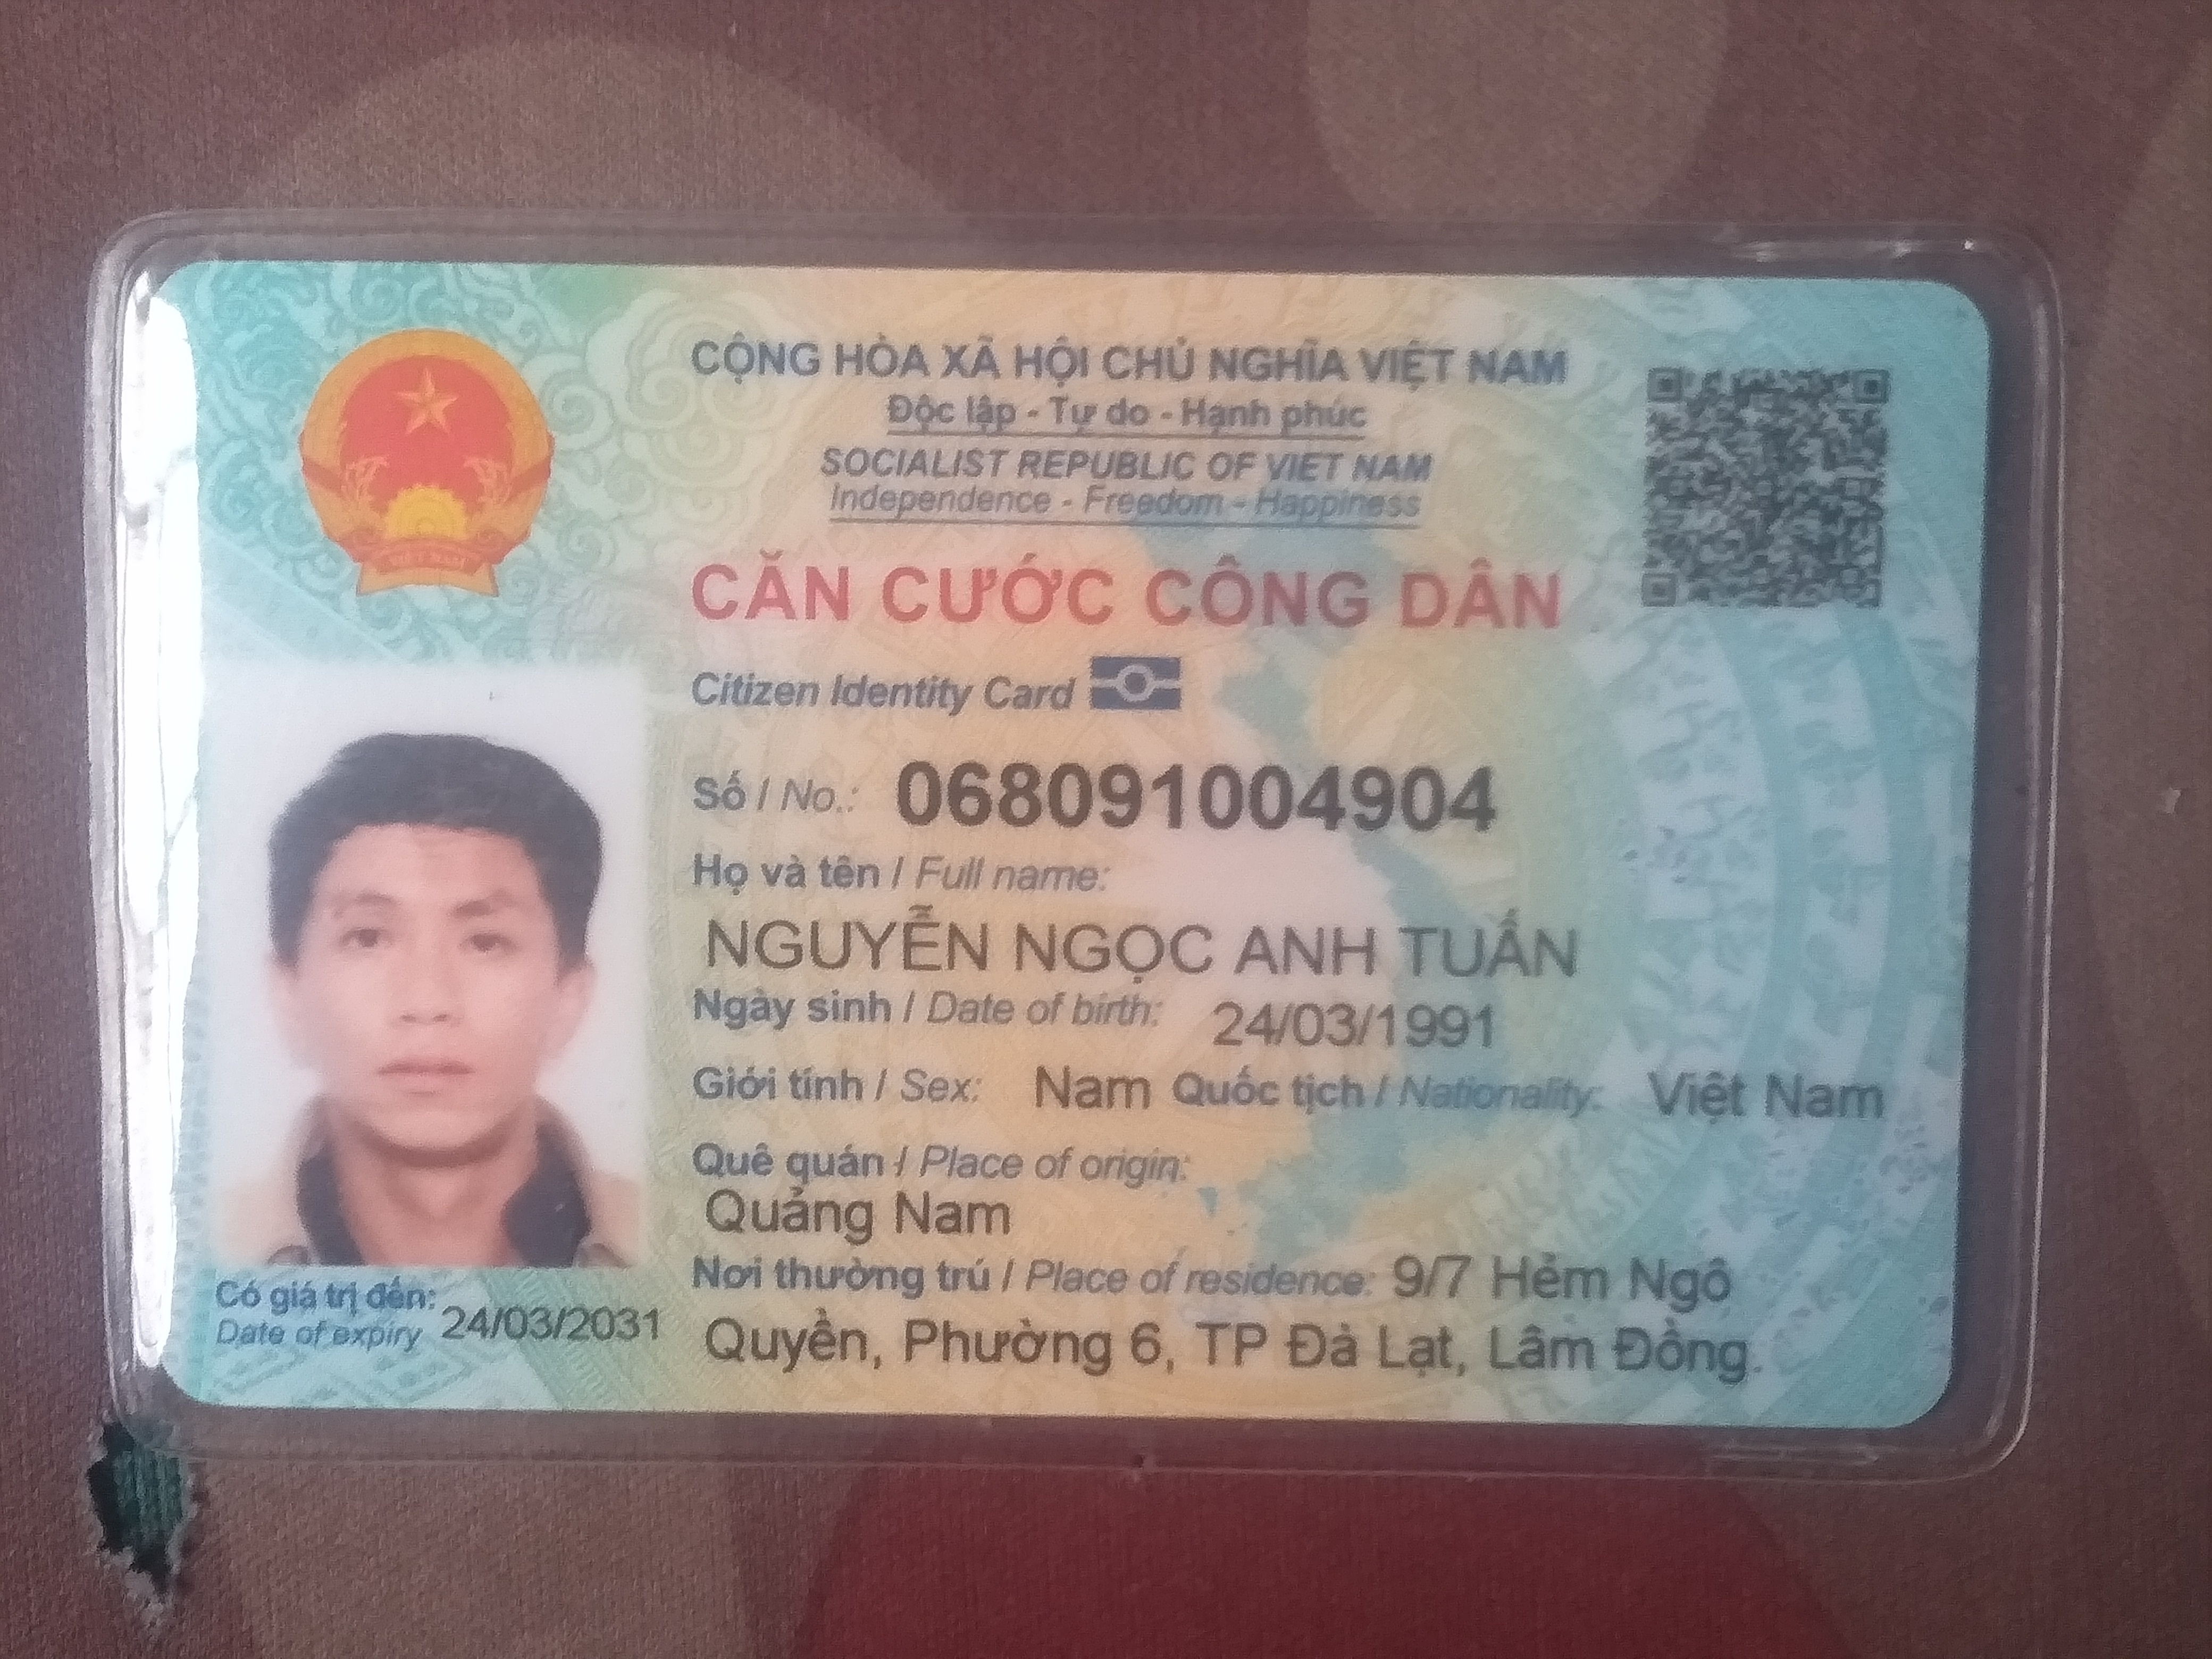 CỘNG HÒA XÃ HỘI CHỦ NGHĨA VIỆT NAM
Độc lập - Tự do - Hạnh phúc
SOCIALIST REPUBLIC OF VIET NAM
Independence - Freedom - Happiness
CĂN CƯỚC CÔNG DÂN
Citizen Identity Card
Số / No.: 068091004904
Họ và tên / Full name:
NGUYỄN NGỌC ANH TUẤN
Ngày sinh / Date of birth: 24/03/1991
Giới tính / Sex: Nam Quốc tịch / Nationality: Việt Nam
Quê quán / Place of origin:
Quảng Nam
Nơi thường trú / Place of residence: 9/7 Hẻm Ngô
Quyền, Phường 6, TP Đà Lạt, Lâm Đồng
Có giá trị đến: 24/03/2031
Date of expiry
VIỆT NAM